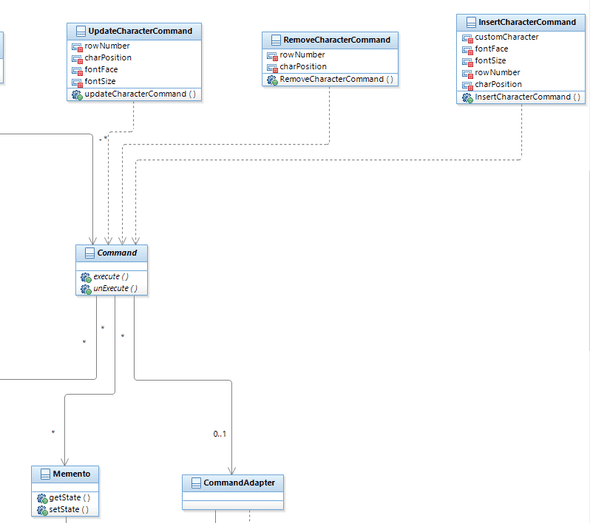 UpdateCharacterCommand
rowNumber
charPosition
fontFace
fontSize
updateCharacterCommand ( )
RemoveCharacterCommand
rowNumber
charPosition
RemoveCharacterCommand ( )
InsertCharacterCommand
customCharacter
fontFace
fontSize
rowNumber
charPosition
InsertCharacterCommand ( )
*
Command
execute ( )
unExecute ( )
*
*
*
*
0..1
Memento
getState ( )
setState ( )
CommandAdapter